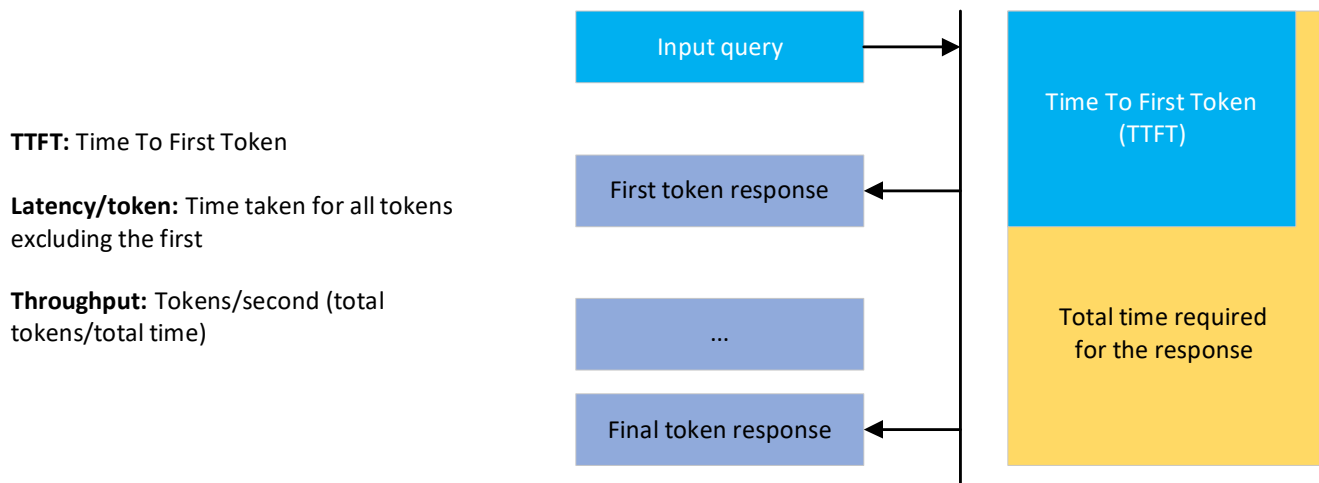 TTFT: Time To First Token
Latency/token: Time taken for all tokens
excluding the first
Throughput: Tokens/second (total
tokens/total time)
Input query
First token response
...
Final token response
Time To First Token
(TTFT)
Total time required
for the response